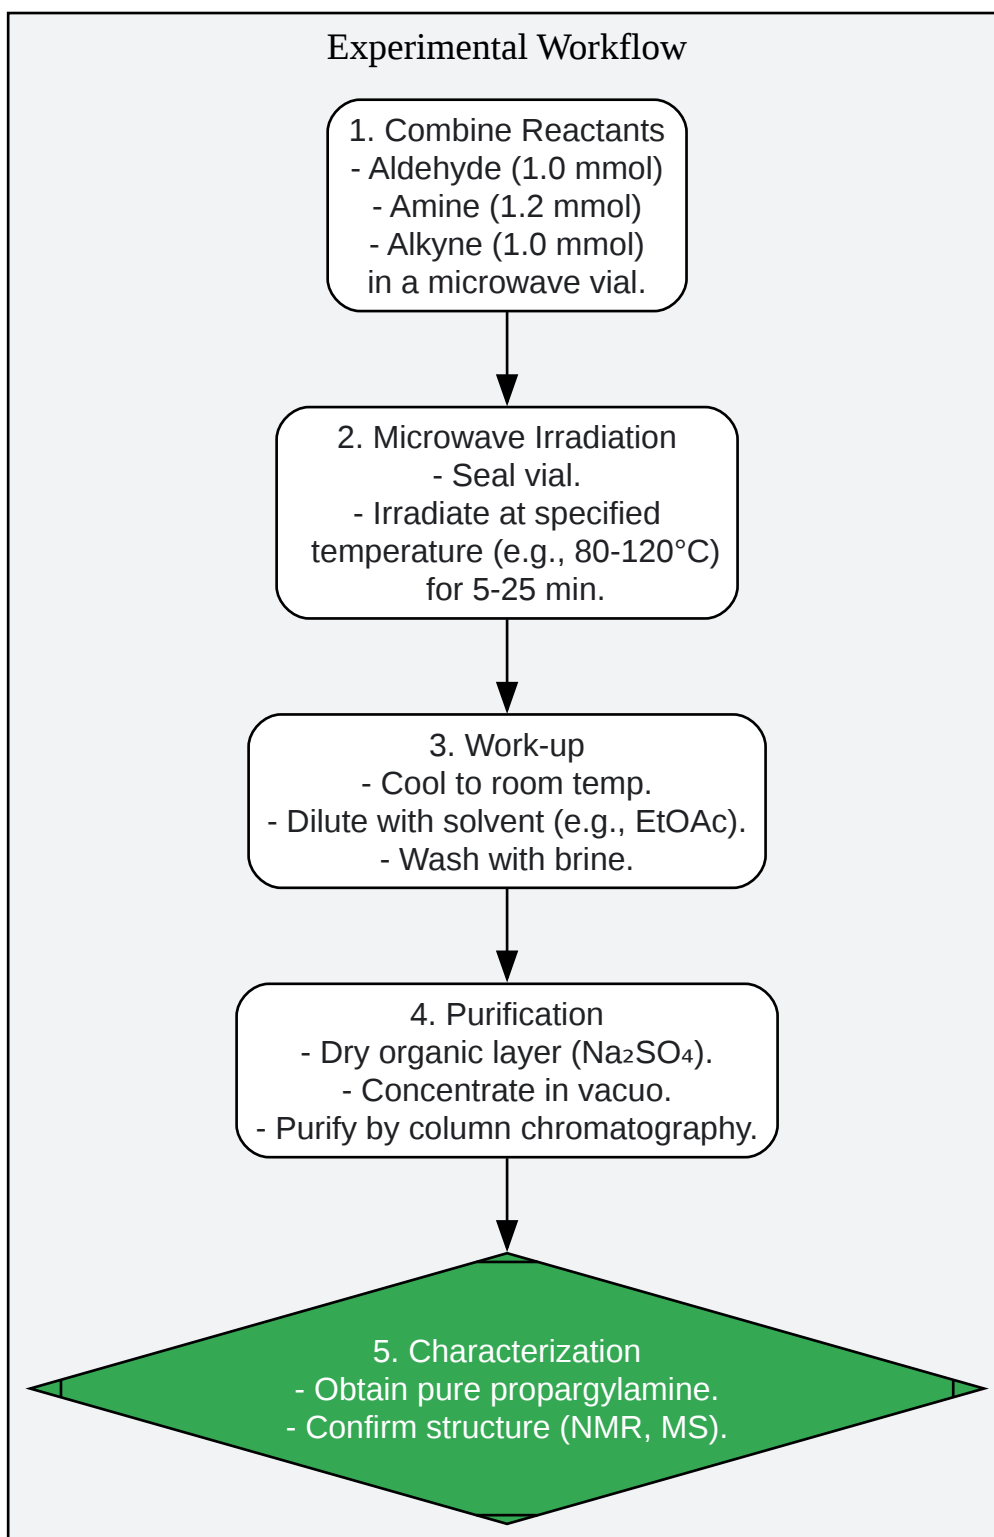 Experimental Workflow
1. Combine Reactants
- Aldehyde (1.0 mmol)
- Amine (1.2 mmol)
- Alkyne (1.0 mmol)
in a microwave vial.
2. Microwave Irradiation
- Seal vial.
- Irradiate at specified
temperature (e.g., 80-120°C)
for 5-25 min.
3. Work-up
- Cool to room temp.
- Dilute with solvent (e.g., EtOAc).
- Wash with brine.
4. Purification
- Dry organic layer (Na₂SO₄).
- Concentrate in vacuo.
- Purify by column chromatography.
5. Characterization
- Obtain pure propargylamine.
- Confirm structure (NMR, MS).